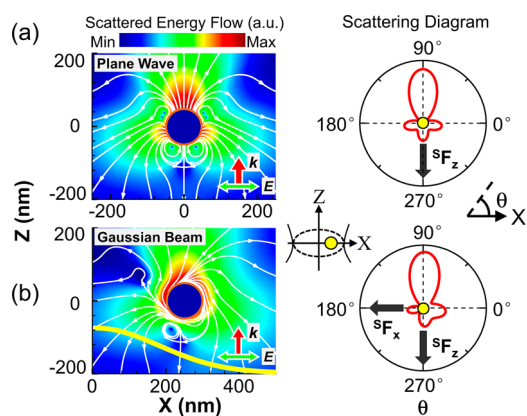 Scattered Energy Flow (a.u.)
Scattering Diagram
Min
Max
(a)
Plane Wave
200
0
-200
-200
0
200
k
E
90°
180°
0°
270°
SFz
Z (nm)
Z
X
θ
X
(b)
Gaussian Beam
200
0
-200
0
200
400
X (nm)
k
E
90°
180°
0°
270°
SFx
SFz
θ